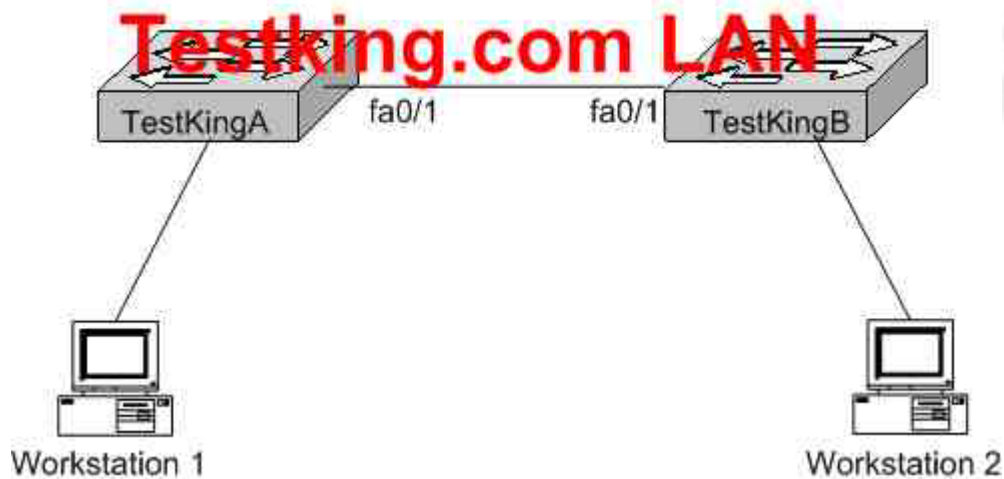 Testking.com LAN
TestKingA
fa0/1
fa0/1
TestKingB
Workstation 1
Workstation 2